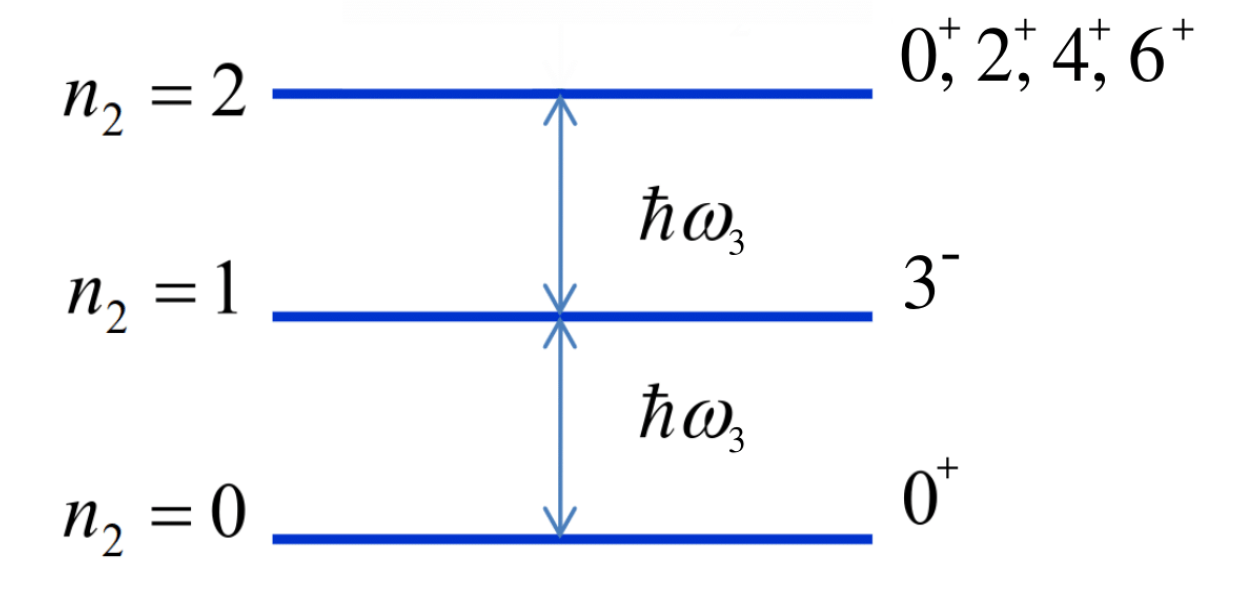 n₂ = 2 0⁺, 2⁺, 4⁺, 6⁺
ħω₃
n₂ = 1 3⁻
ħω₃
n₂ = 0 0⁺